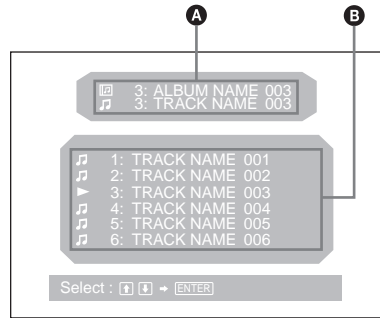 A B
3: ALBUM NAME 003
3: TRACK NAME 003
1: TRACK NAME 001
2: TRACK NAME 002
3: TRACK NAME 003
4: TRACK NAME 004
5: TRACK NAME 005
6: TRACK NAME 006
Select : ↑ ↓ → ENTER